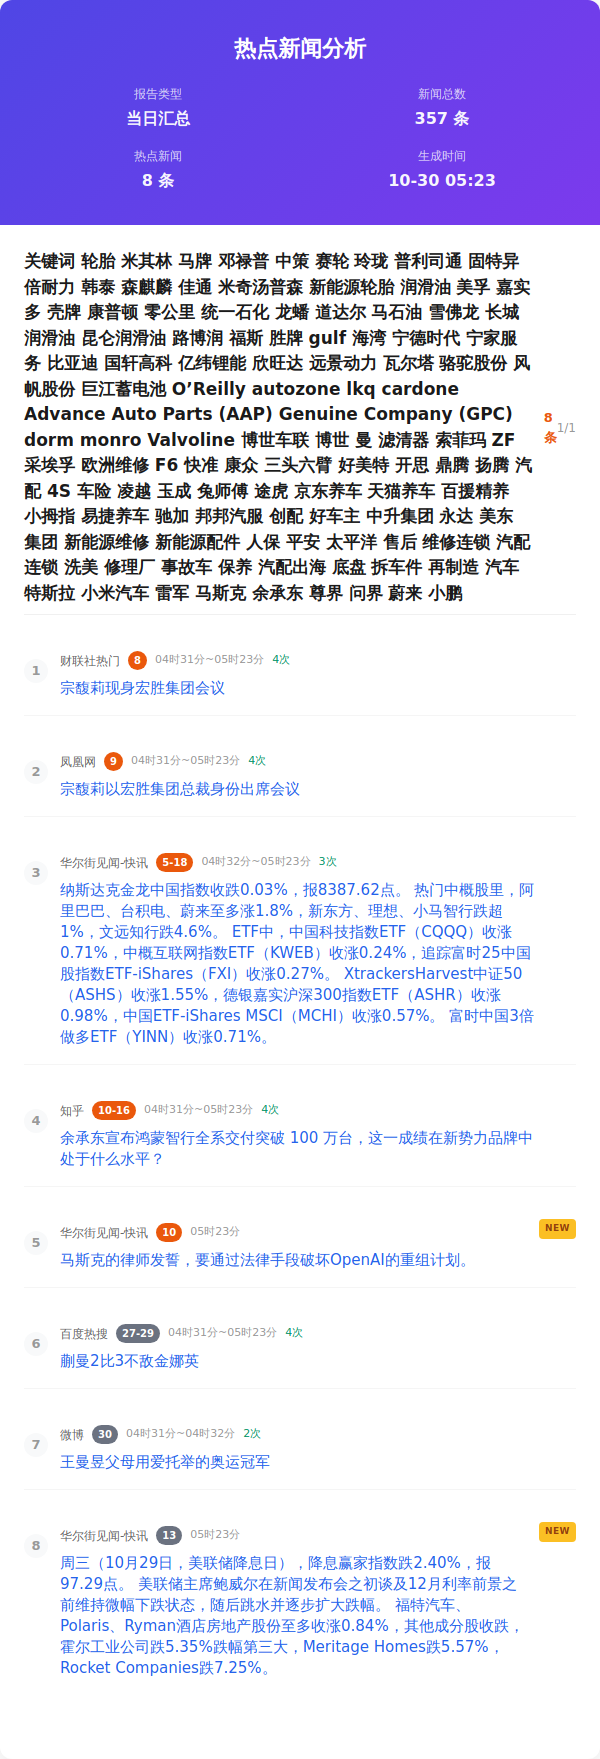 热点新闻分析
报告类型
新闻总数
当日汇总
357 条
热点新闻
生成时间
8 条
10-30 05:23
关键词 轮胎 米其林 马牌 邓禄普 中策 赛轮 玲珑 普利司通 固特异
倍耐力 韩泰 森麒麟 佳通 米奇汤普森 新能源轮胎 润滑油 美孚 嘉实
多 壳牌 康普顿 零公里 统一石化 龙蟠 道达尔 马石油 雪佛龙 长城
润滑油 昆仑润滑油 路博润 福斯 胜牌 gulf 海湾 宁德时代 宁家服
务 比亚迪 国轩高科 亿纬锂能 欣旺达 远景动力 瓦尔塔 骆驼股份 风
帆股份 巨江蓄电池 O’Reilly autozone lkq cardone
Advance Auto Parts (AAP) Genuine Company (GPC)
dorm monro Valvoline 博世车联 博世 曼 滤清器 索菲玛 ZF
采埃孚 欧洲维修 F6 快准 康众 三头六臂 好美特 开思 鼎腾 扬腾 汽
配 4S 车险 凌越 玉成 兔师傅 途虎 京东养车 天猫养车 百援精养
小拇指 易捷养车 驰加 邦邦汽服 创配 好车主 中升集团 永达 美东
集团 新能源维修 新能源配件 人保 平安 太平洋 售后 维修连锁 汽配
连锁 洗美 修理厂 事故车 保养 汽配出海 底盘 拆车件 再制造 汽车
特斯拉 小米汽车 雷军 马斯克 余承东 尊界 问界 蔚来 小鹏
8
条
1/1
1
财联社热门 8 04时31分~05时23分 4次
宗馥莉现身宏胜集团会议
2
凤凰网 9 04时31分~05时23分 4次
宗馥莉以宏胜集团总裁身份出席会议
3
华尔街见闻-快讯 5-18 04时32分~05时23分 3次
纳斯达克金龙中国指数收跌0.03%，报8387.62点。 热门中概股里，阿
里巴巴、台积电、蔚来至多涨1.8%，新东方、理想、小马智行跌超
1%，文远知行跌4.6%。 ETF中，中国科技指数ETF（CQQQ）收涨
0.71%，中概互联网指数ETF（KWEB）收涨0.24%，追踪富时25中国
股指数ETF-iShares（FXI）收涨0.27%。 XtrackersHarvest中证50
（ASHS）收涨1.55%，德银嘉实沪深300指数ETF（ASHR）收涨
0.98%，中国ETF-iShares MSCI（MCHI）收涨0.57%。 富时中国3倍
做多ETF（YINN）收涨0.71%。
4
知乎 10-16 04时31分~05时23分 4次
余承东宣布鸿蒙智行全系交付突破 100 万台，这一成绩在新势力品牌中
处于什么水平？
5
华尔街见闻-快讯 10 05时23分
NEW
马斯克的律师发誓，要通过法律手段破坏OpenAI的重组计划。
6
百度热搜 27-29 04时31分~05时23分 4次
蒯曼2比3不敌金娜英
7
微博 30 04时31分~04时32分 2次
王曼昱父母用爱托举的奥运冠军
8
华尔街见闻-快讯 13 05时23分
NEW
周三（10月29日，美联储降息日），降息赢家指数跌2.40%，报
97.29点。 美联储主席鲍威尔在新闻发布会之初谈及12月利率前景之
前维持微幅下跌状态，随后跳水并逐步扩大跌幅。 福特汽车、
Polaris、Ryman酒店房地产股份至多收涨0.84%，其他成分股收跌，
霍尔工业公司跌5.35%跌幅第三大，Meritage Homes跌5.57%，
Rocket Companies跌7.25%。